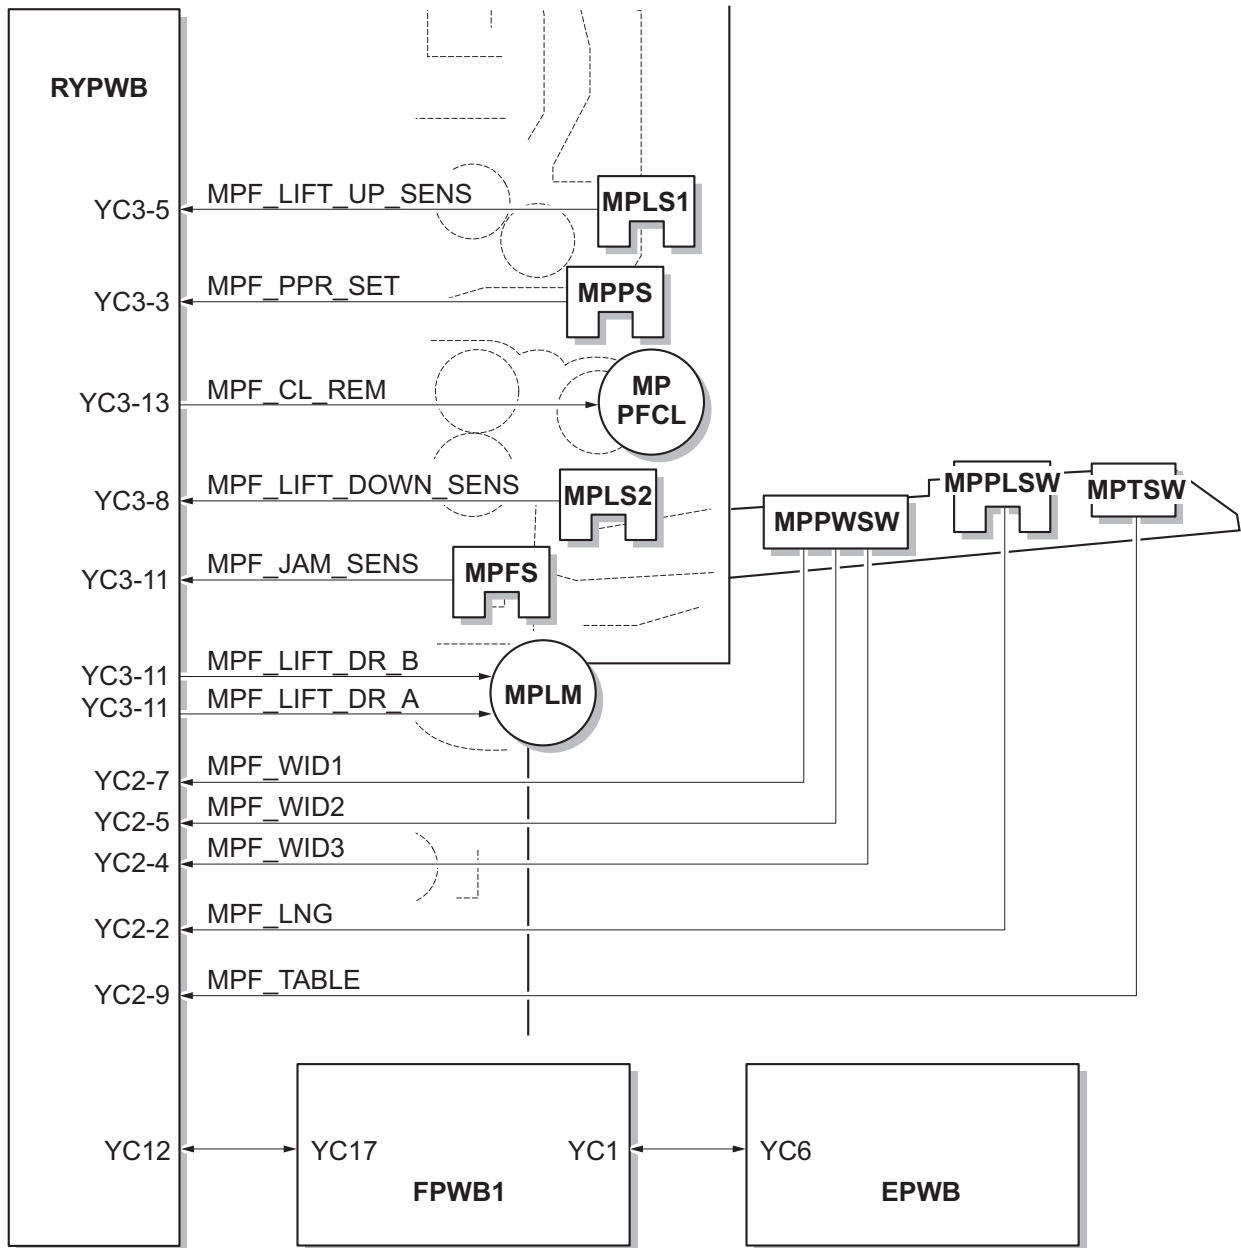 RYPWB
YC3-5 MPF_LIFT_UP_SENS MPLS1
YC3-3 MPF_PPR_SET MPPS
YC3-13 MPF_CL_REM MP
PFCL
YC3-8 MPF_LIFT_DOWN_SENS MPLS2 MPPWSW MPPLSW MPTSW
YC3-11 MPF_JAM_SENS MPFS
YC3-11 MPF_LIFT_DR_B
YC3-11 MPF_LIFT_DR_A MPLM
YC2-7 MPF_WID1
YC2-5 MPF_WID2
YC2-4 MPF_WID3
YC2-2 MPF_LNG
YC2-9 MPF_TABLE
YC12 YC17 YC1 YC6
FPWB1 EPWB